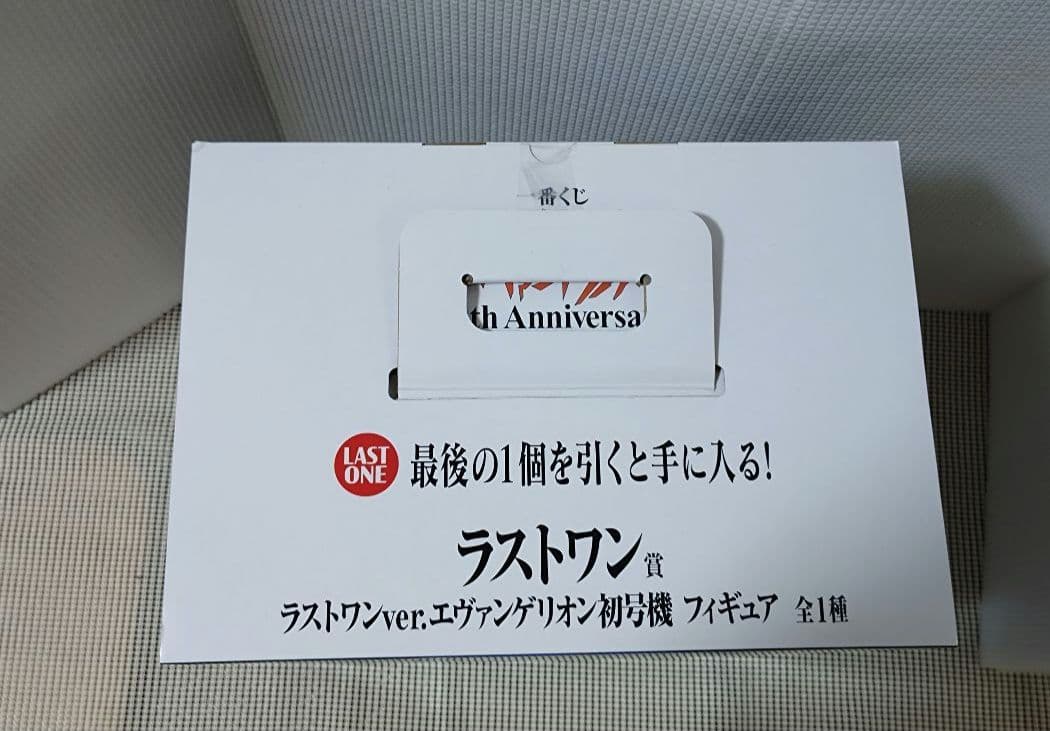 一番くじ
th Anniversa
LAST
ONE
最後の1個を引くと手に入る!
ラストワン賞
ラストワンver.エヴァンゲリオン初号機 フィギュア 全1種